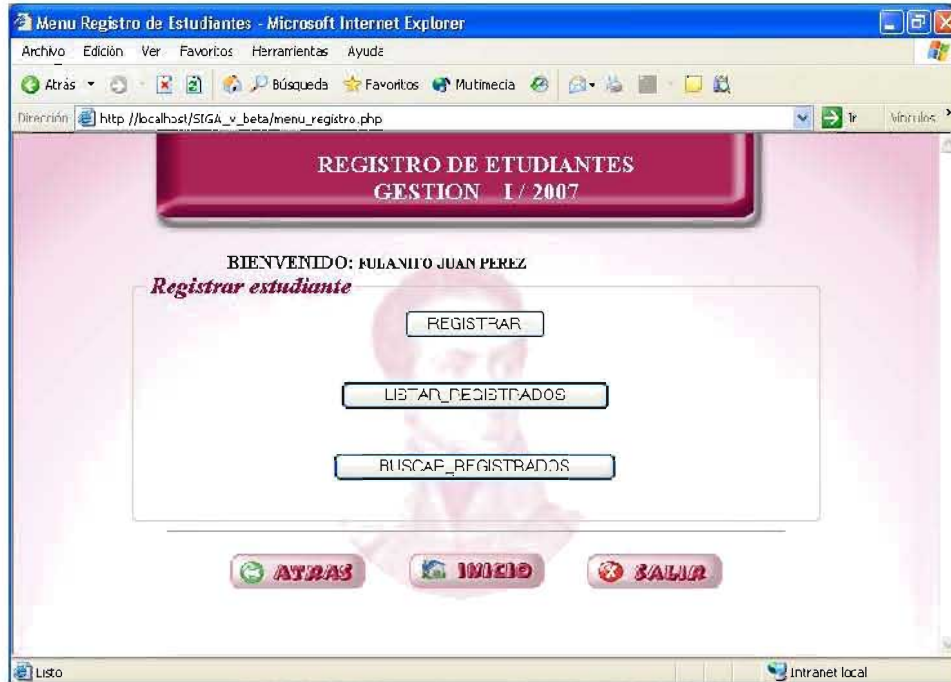 Menu Registro de Estudiantes - Microsoft Internet Explorer
Archivo Edición Ver Favoritos Herramientas Ayuda
Atrás Búsqueda Favoritos Multimedia
Dirección http://localhost/SIGA_v_beta/menu_registro.php Ir Vínculos »
REGISTRO DE ETUDIANTES
GESTION I / 2007
BIENVENIDO: FULANITO JUAN PEREZ
Registrar estudiante
REGISTRAR
LISTAR_REGISTRADOS
BUSCAR_REGISTRADOS
ATRAS INICIO SALIR
Listo Intranet local